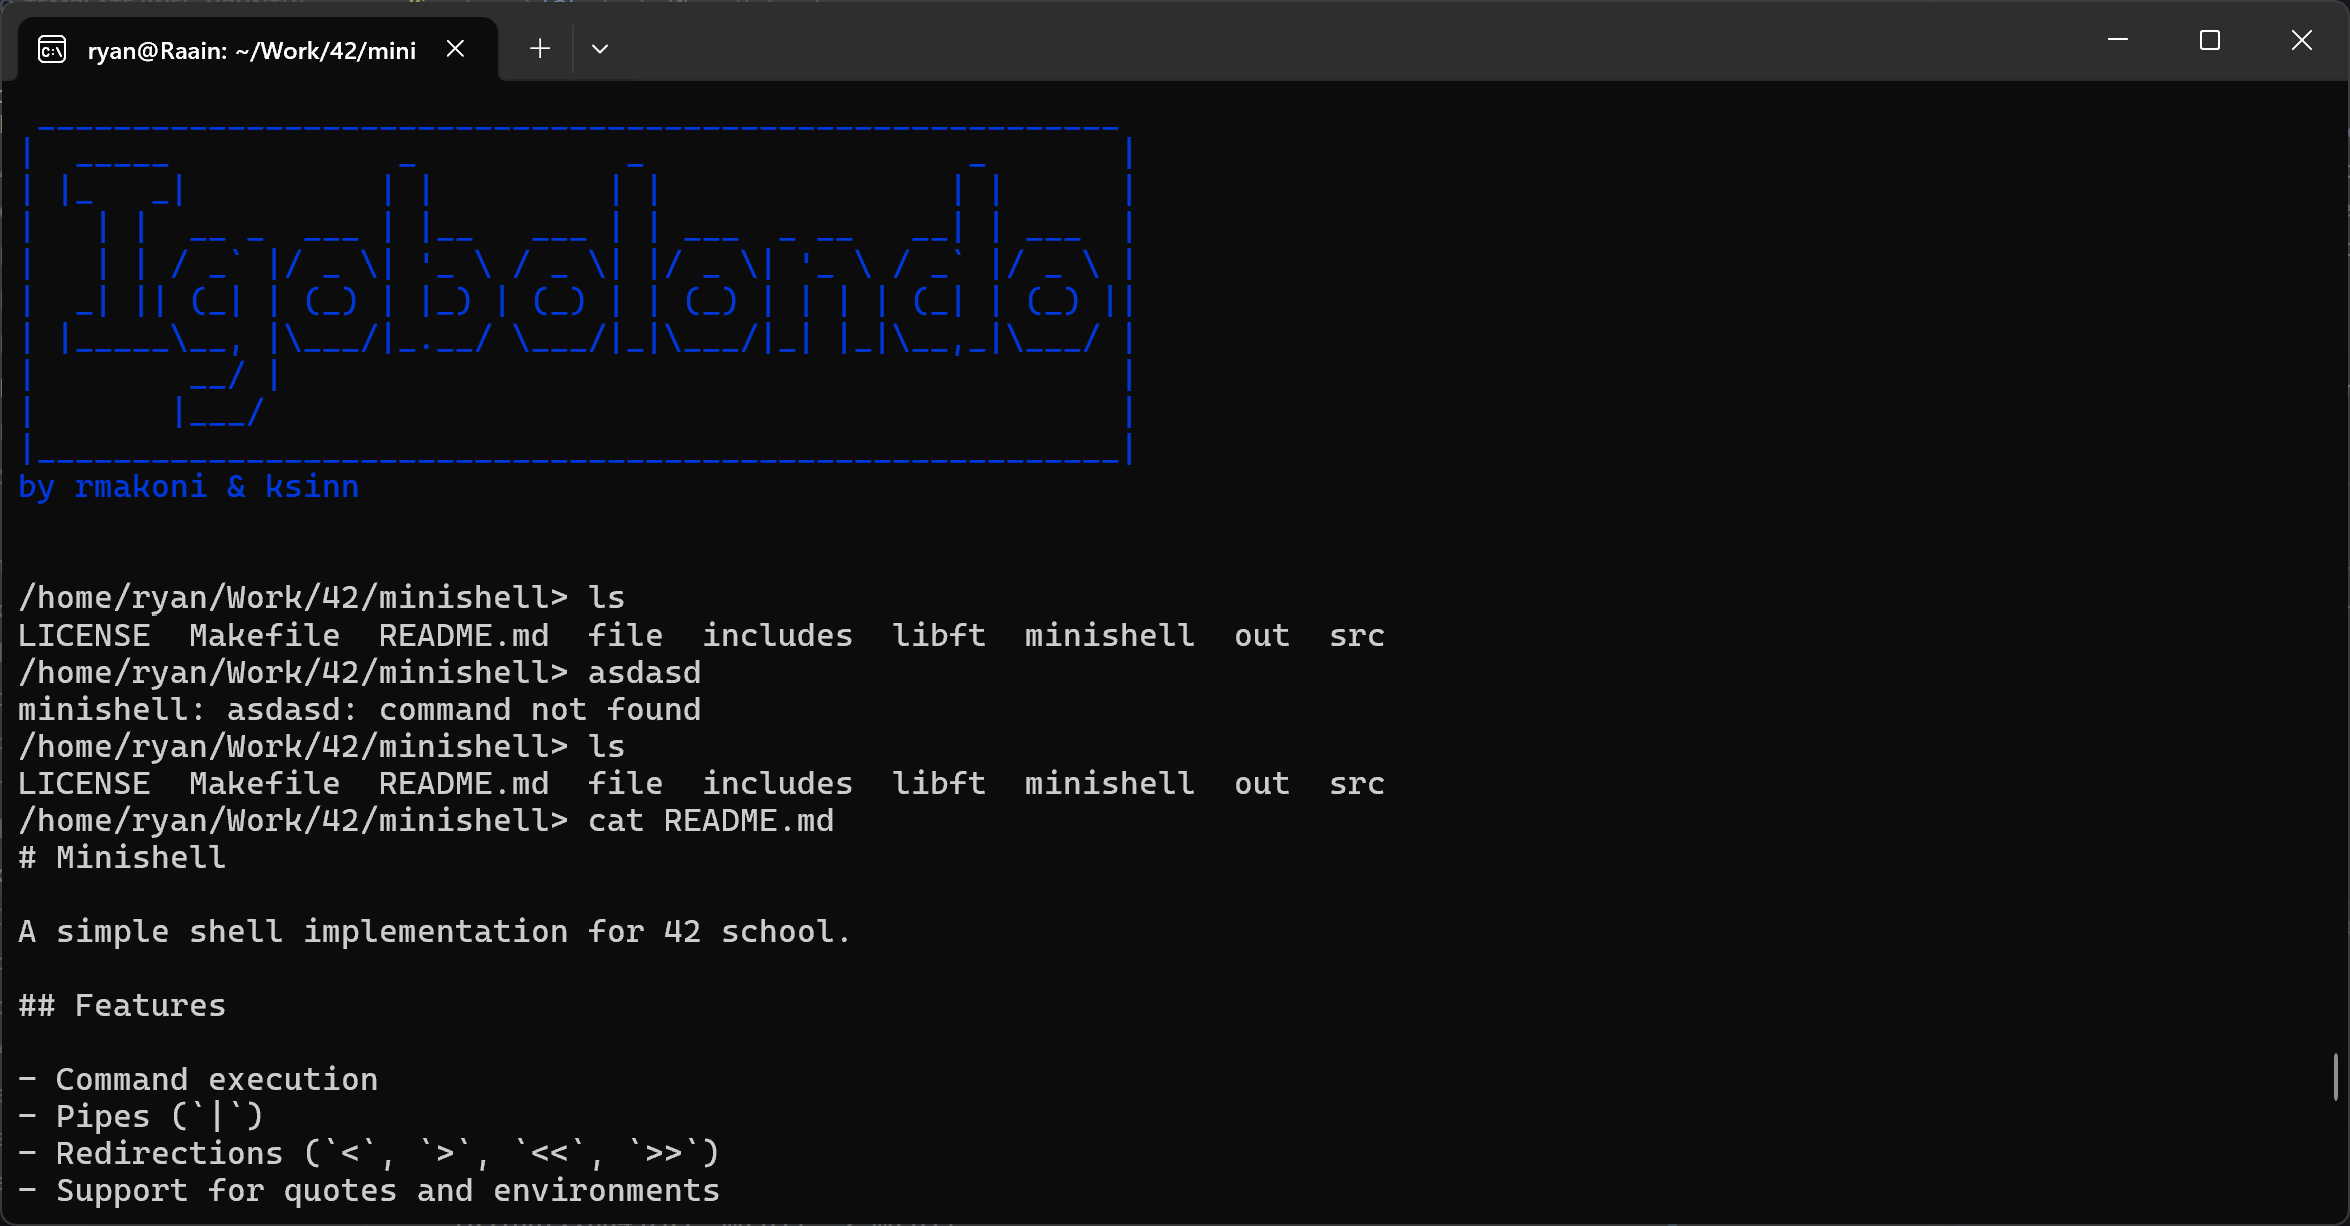 ryan@Raain: ~/Work/42/mini
Igobolondo
by rmakoni & ksinn
/home/ryan/Work/42/minishell> ls
LICENSE  Makefile  README.md  file  includes  libft  minishell  out  src
/home/ryan/Work/42/minishell> asdasd
minishell: asdasd: command not found
/home/ryan/Work/42/minishell> ls
LICENSE  Makefile  README.md  file  includes  libft  minishell  out  src
/home/ryan/Work/42/minishell> cat README.md
# Minishell
A simple shell implementation for 42 school.
## Features
- Command execution
- Pipes (`|`)
- Redirections (`<`, `>`, `<<`, `>>`)
- Support for quotes and environments